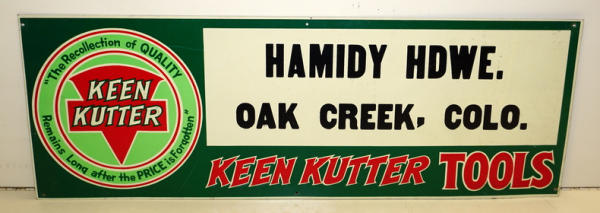 "The Recollection of QUALITY
KEEN
KUTTER
Remains Long after the PRICE is Forgotten"
HAMIDY HDWE.
OAK CREEK, COLO.
KEEN KUTTER TOOLS